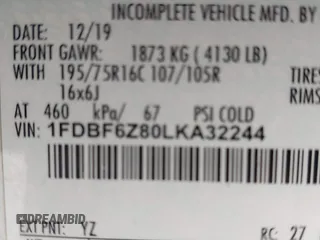 INCOMPLETE VEHICLE MFD. BY
DATE: 12/19
FRONT GAWR: 1873 KG ( 4130 LB)
WITH 195/75R16C 107/105R TIRES
16x6J RIMS
AT 460 kPa/ 67 PSI COLD
VIN: 1FDBF6Z80LKA32244
EXT PNT: YZ RC: 27
DREAMBID